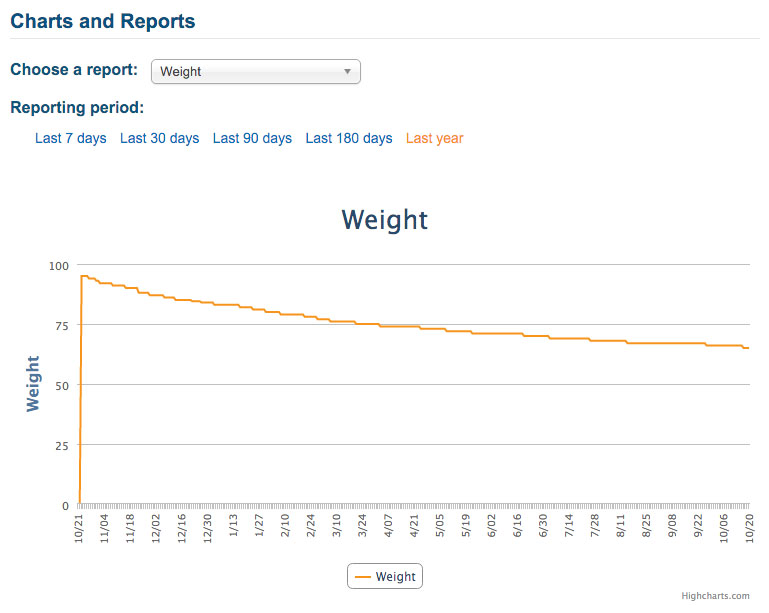 Charts and Reports
Choose a report: Weight
Reporting period:
Last 7 days Last 30 days Last 90 days Last 180 days Last year
Weight
100
75
50
25
0
Weight
10/21 11/04 11/18 12/02 12/16 12/30 1/13 1/27 2/10 2/24 3/10 3/24 4/07 4/21 5/05 5/19 6/02 6/16 6/30 7/14 7/28 8/11 8/25 9/08 9/22 10/06 10/20
Weight
Highcharts.com